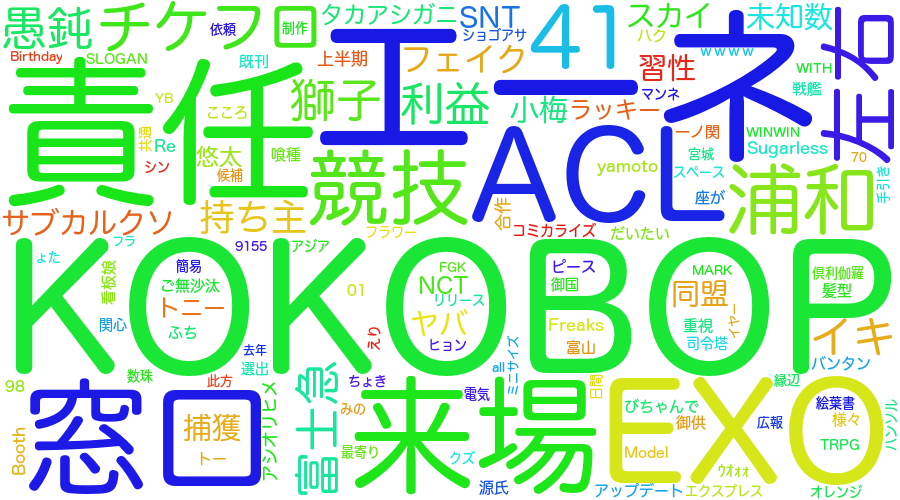 愚鈍
チケプロ
依頼
制作
タカアシガニ
SNT
ショゴアサ
41
スカイ
ハク
未知数
左右
Birthday
SLOGAN
既刊
上半期
フェイク
エーネ
習性
wwww
WITH
戦艦
責任
YB
こころ
獅子
利益
小梅
ラッキー
マンネ
一ノ関
WINWIN
Sugarless
共通
Re
シン
悠太
喰種
候補
競技
ACL
yamoto
宮城
スペース
70
手引き
座が
浦和
サブカルクソ
持ち主
合作
コミカライズ
だいたい
フラワー
フラ
9155
アジア
ょた
KOKOBOP
簡易
ご無沙汰
トニー
ふち
看板娘
関心
01
FGK
NCT
リリース
ヤバ
ヒョン
えり
ピース
御国
Freaks
富山
MARK
同盟
重視
司令塔
イヤー
倶利伽羅
髪型
イキ
バンタン
去年
選出
数珠
此方
98
ちょき
電気
all
ミニサイズ
日間
縁辺
窓口
捕獲
トー
Booth
アシオリヒメ
富士急
みの
最寄り
来場
クズ
源氏
EXO
びちゃんで
御供
Model
広報
絵葉書
様々
TRPG
ハンソル
ｳｵｫｫ
アップデート
エクスプレス
オレンジ